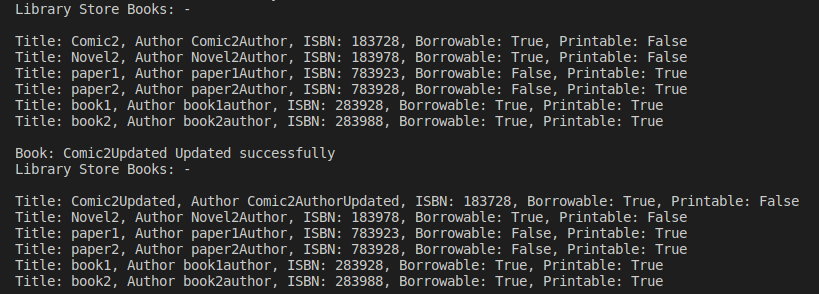 Library Store Books: -
Title: Comic2, Author Comic2Author, ISBN: 183728, Borrowable: True, Printable: False
Title: Novel2, Author Novel2Author, ISBN: 183978, Borrowable: True, Printable: False
Title: paper1, Author paper1Author, ISBN: 783923, Borrowable: False, Printable: True
Title: paper2, Author paper2Author, ISBN: 783928, Borrowable: False, Printable: True
Title: book1, Author book1author, ISBN: 283928, Borrowable: True, Printable: True
Title: book2, Author book2author, ISBN: 283988, Borrowable: True, Printable: True
Book: Comic2Updated Updated successfully
Library Store Books: -
Title: Comic2Updated, Author Comic2AuthorUpdated, ISBN: 183728, Borrowable: True, Printable: False
Title: Novel2, Author Novel2Author, ISBN: 183978, Borrowable: True, Printable: False
Title: paper1, Author paper1Author, ISBN: 783923, Borrowable: False, Printable: True
Title: paper2, Author paper2Author, ISBN: 783928, Borrowable: False, Printable: True
Title: book1, Author book1author, ISBN: 283928, Borrowable: True, Printable: True
Title: book2, Author book2author, ISBN: 283988, Borrowable: True, Printable: True